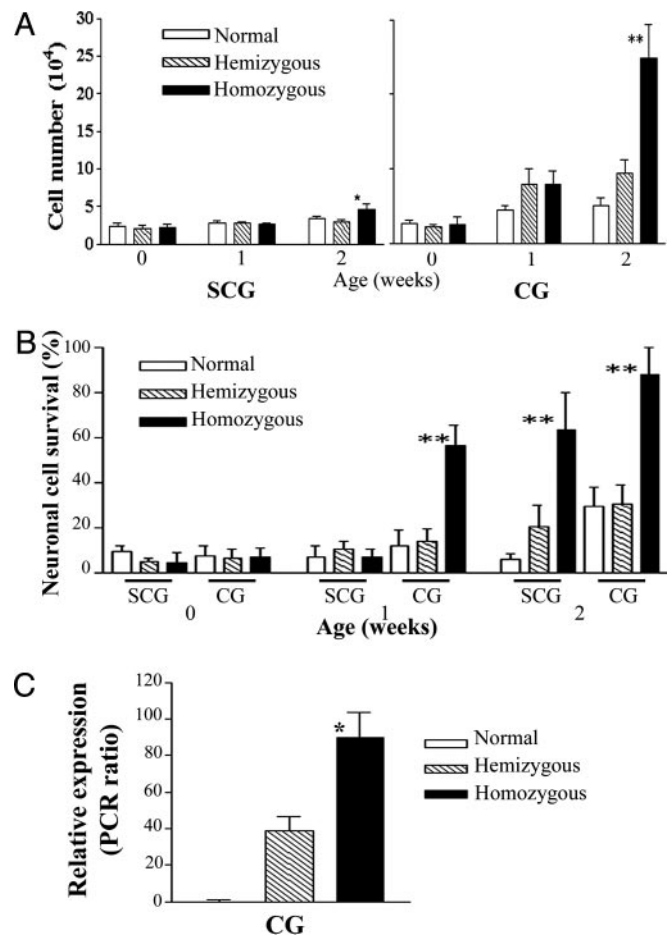 A
Cell number (10⁴)
30
25
20
15
10
5
0
Normal
Hemizygous
Homozygous
*
**
0 1 2 Age (weeks) 0 1 2
SCG CG
B
Neuronal cell survival (%)
100
80
60
40
20
0
Normal
Hemizygous
Homozygous
**
**
**
SCG CG SCG CG SCG CG
0 1 2
Age (weeks)
C
Relative expression
(PCR ratio)
120
100
80
60
40
20
0
*
Normal
Hemizygous
Homozygous
CG